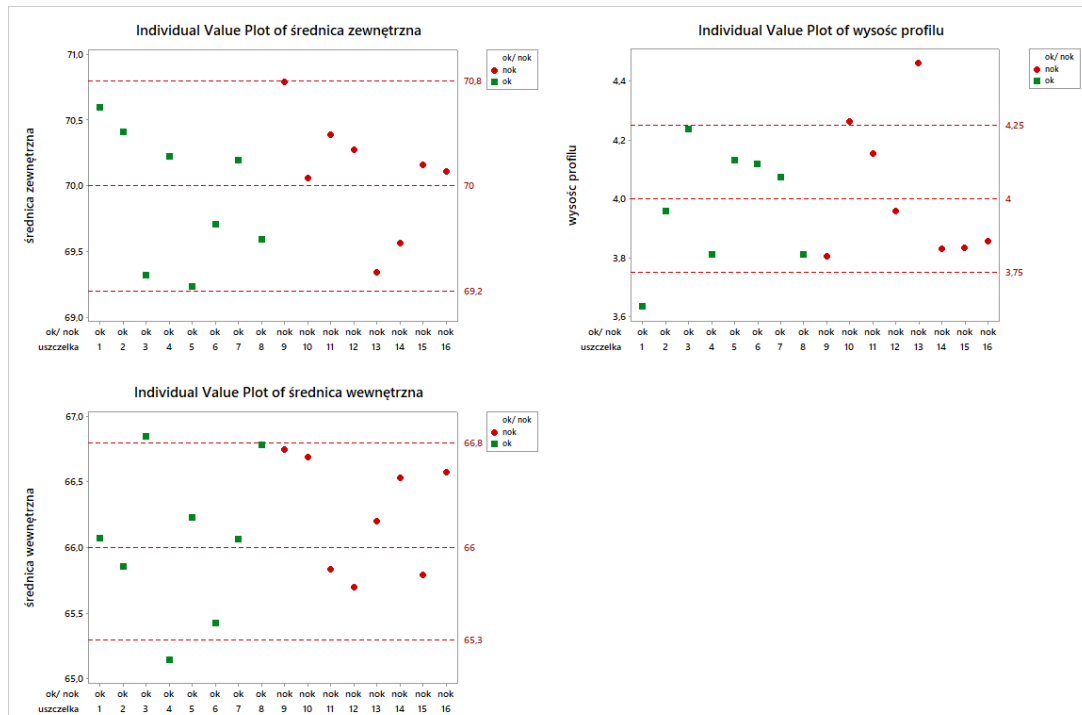 Individual Value Plot of średnica zewnętrzna
średnica zewnętrzna
71,0
70,5
70,0
69,5
69,0
70,8
70
69,2
ok/ nok
nok
ok
ok/ nok ok ok ok ok ok ok ok ok nok nok nok nok nok nok nok nok
uszczelka 1 2 3 4 5 6 7 8 9 10 11 12 13 14 15 16
Individual Value Plot of wysośc profilu
wysośc profilu
4,4
4,2
4,0
3,8
3,6
4,25
4
3,75
ok/ nok
nok
ok
ok/ nok ok ok ok ok ok ok ok ok nok nok nok nok nok nok nok nok
uszczelka 1 2 3 4 5 6 7 8 9 10 11 12 13 14 15 16
Individual Value Plot of średnica wewnętrzna
średnica wewnętrzna
67,0
66,5
66,0
65,5
65,0
66,8
66
65,3
ok/ nok
nok
ok
ok/ nok ok ok ok ok ok ok ok ok nok nok nok nok nok nok nok nok
uszczelka 1 2 3 4 5 6 7 8 9 10 11 12 13 14 15 16